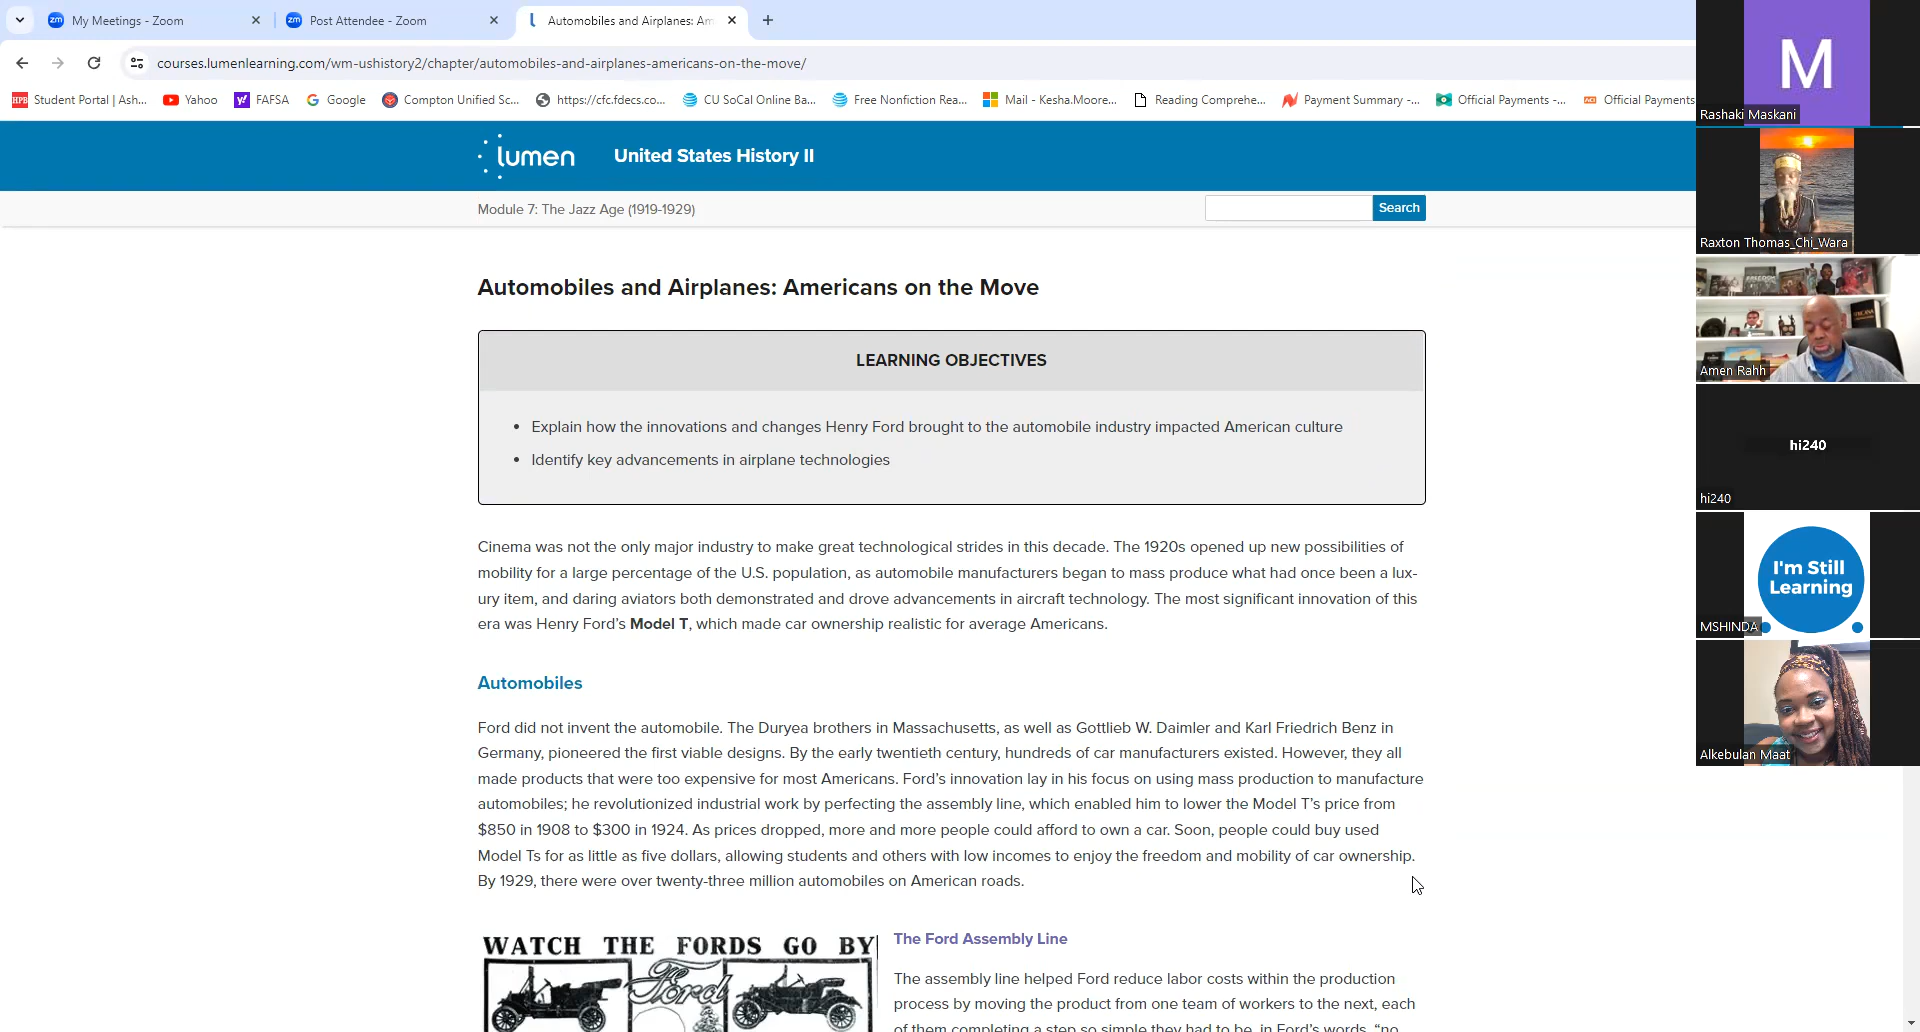 My Meetings - Zoom
Post Attendee - Zoom
Automobiles and Airplanes: Am
courses.lumenlearning.com/wm-ushistory2/chapter/automobiles-and-airplanes-americans-on-the-move/
Student Portal | Ash...
Yahoo
FAFSA
Google
Compton Unified Sc...
https://cfc.fdecs.co...
CU SoCal Online Ba...
Free Nonfiction Rea...
Mail - Kesha.Moore...
Reading Comprehe...
Payment Summary -...
Official Payments -...
Official Payments
lumen
United States History II
Module 7: The Jazz Age (1919-1929)
Search
Automobiles and Airplanes: Americans on the Move
LEARNING OBJECTIVES
• Explain how the innovations and changes Henry Ford brought to the automobile industry impacted American culture
• Identify key advancements in airplane technologies
Cinema was not the only major industry to make great technological strides in this decade. The 1920s opened up new possibilities of
mobility for a large percentage of the U.S. population, as automobile manufacturers began to mass produce what had once been a lux-
ury item, and daring aviators both demonstrated and drove advancements in aircraft technology. The most significant innovation of this
era was Henry Ford’s Model T, which made car ownership realistic for average Americans.
Automobiles
Ford did not invent the automobile. The Duryea brothers in Massachusetts, as well as Gottlieb W. Daimler and Karl Friedrich Benz in
Germany, pioneered the first viable designs. By the early twentieth century, hundreds of car manufacturers existed. However, they all
made products that were too expensive for most Americans. Ford’s innovation lay in his focus on using mass production to manufacture
automobiles; he revolutionized industrial work by perfecting the assembly line, which enabled him to lower the Model T’s price from
$850 in 1908 to $300 in 1924. As prices dropped, more and more people could afford to own a car. Soon, people could buy used
Model Ts for as little as five dollars, allowing students and others with low incomes to enjoy the freedom and mobility of car ownership.
By 1929, there were over twenty-three million automobiles on American roads.
WATCH THE FORDS GO BY
Ford
The Ford Assembly Line
The assembly line helped Ford reduce labor costs within the production
process by moving the product from one team of workers to the next, each
of them completing a step so simple they had to be, in Ford’s words, “no
M
Rashaki Maskani
Raxton Thomas_Chi_Wara
Amen Rahh
hi240
hi240
I'm Still
Learning
MSHINDA
Alkebulan Maat